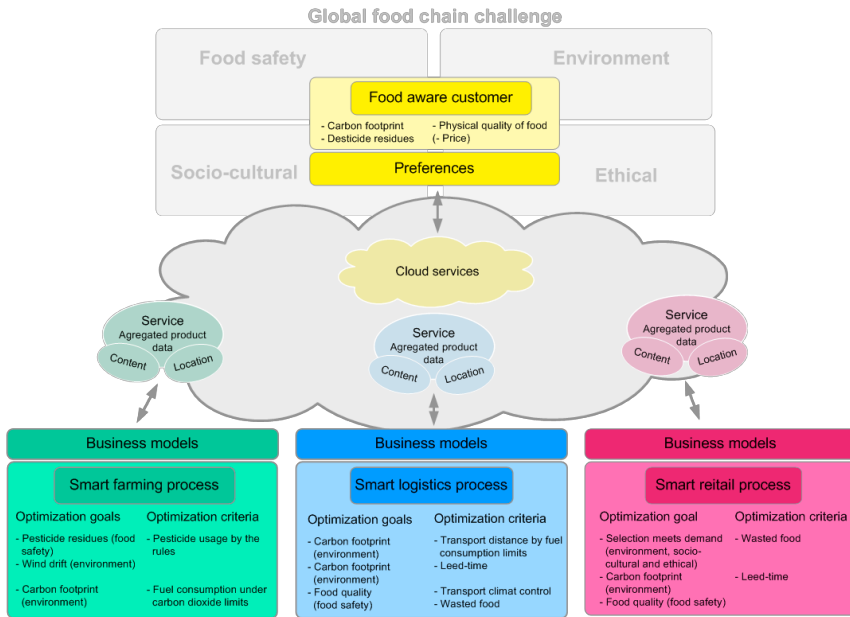 Global food chain challenge
Food safety
Environment
Food aware customer
- Carbon footprint
- Desticide residues
- Physical quality of food
(- Price)
Socio-cultural
Preferences
Ethical
Cloud services
Service
Agregated product
data
Content
Location
Service
Agregated product
data
Content
Location
Service
Agregated product
data
Content
Location
Business models
Smart farming process
Optimization goals
- Pesticide residues (food
safety)
- Wind drift (environment)
- Carbon footprint
(environment)
Optimization criteria
- Pesticide usage by the
rules
- Fuel consumption under
carbon dioxide limits
Business models
Smart logistics process
Optimization goals
- Carbon footprint
(environment)
- Carbon footprint
(environment)
- Food quality
(food safety)
Optimization criteria
- Transport distance by fuel
consumption limits
- Leed-time
- Transport climat control
- Wasted food
Business models
Smart reitail process
Optimization goal
- Selection meets demand
(environment, socio-
cultural and ethical)
- Carbon footprint
(environment)
- Food quality (food safety)
Optimization criteria
- Wasted food
- Leed-time